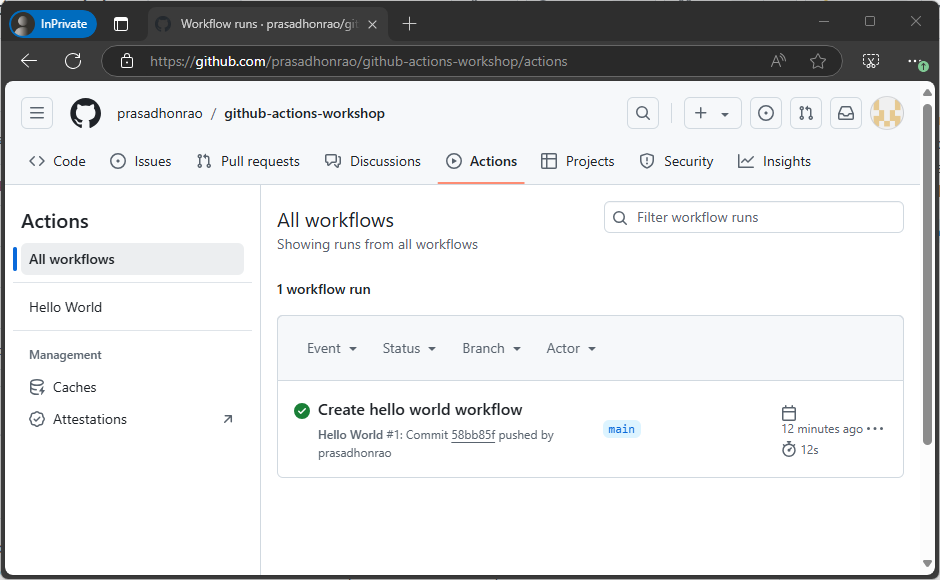 InPrivate
Workflow runs · prasadhonrao/git
https://github.com/prasadhonrao/github-actions-workshop/actions
prasadhonrao / github-actions-workshop
Code Issues Pull requests Discussions Actions Projects Security Insights
Actions
All workflows
Hello World
Management
Caches
Attestations
All workflows
Showing runs from all workflows
Filter workflow runs
1 workflow run
Event Status Branch Actor
Create hello world workflow
Hello World #1: Commit 58bb85f pushed by
prasadhonrao
main
12 minutes ago
12s